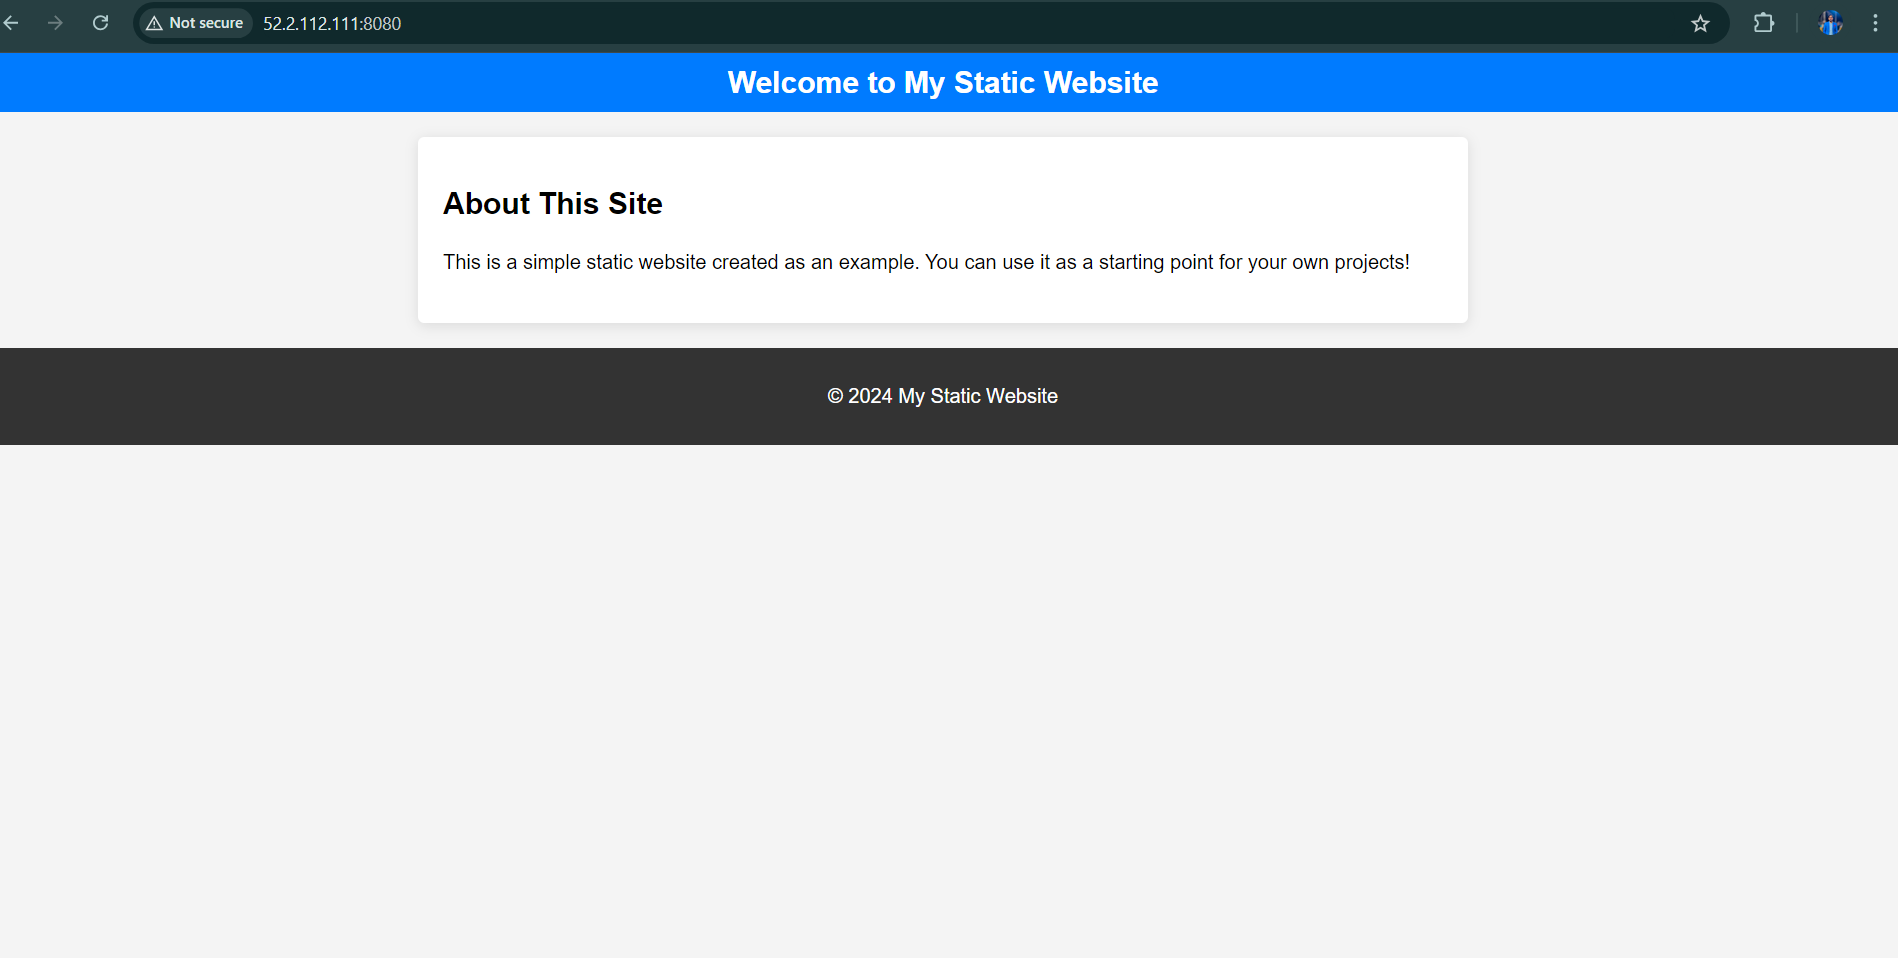 Not secure 52.2.112.111:8080
Welcome to My Static Website
About This Site
This is a simple static website created as an example. You can use it as a starting point for your own projects!
© 2024 My Static Website